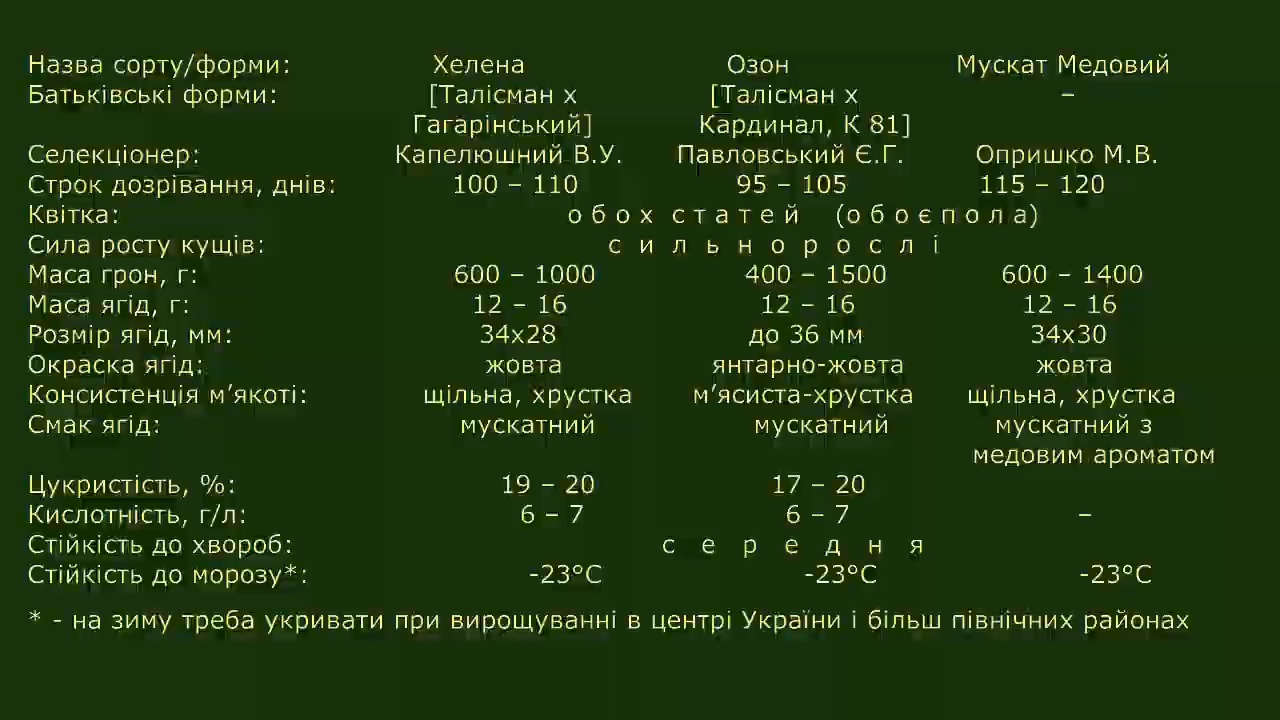 Назва сорту/форми: Хелена Озон Мускат Медовий
Батьківські форми: [Талісман х [Талісман х –
Гагарінський] Кардинал, К 81]
Селекціонер: Капелюшний В.У. Павловський Є.Г. Опришко М.В.
Строк дозрівання, днів: 100 – 110 95 – 105 115 – 120
Квітка: о б о х с т а т е й (о б о є п о л а)
Сила росту кущів: с и л ь н о р о с л і
Маса грон, г: 600 – 1000 400 – 1500 600 – 1400
Маса ягід, г: 12 – 16 12 – 16 12 – 16
Розмір ягід, мм: 34х28 до 36 мм 34х30
Окраска ягід: жовта янтарно-жовта жовта
Консистенція м’якоті: щільна, хрустка м’ясиста-хрустка щільна, хрустка
Смак ягід: мускатний мускатний мускатний з
медовим ароматом
Цукристість, %: 19 – 20 17 – 20
Кислотність, г/л: 6 – 7 6 – 7 –
Стійкість до хвороб: с е р е д н я
Стійкість до морозу*: -23°С -23°С -23°С
* - на зиму треба укривати при вирощуванні в центрі України і більш північних районах